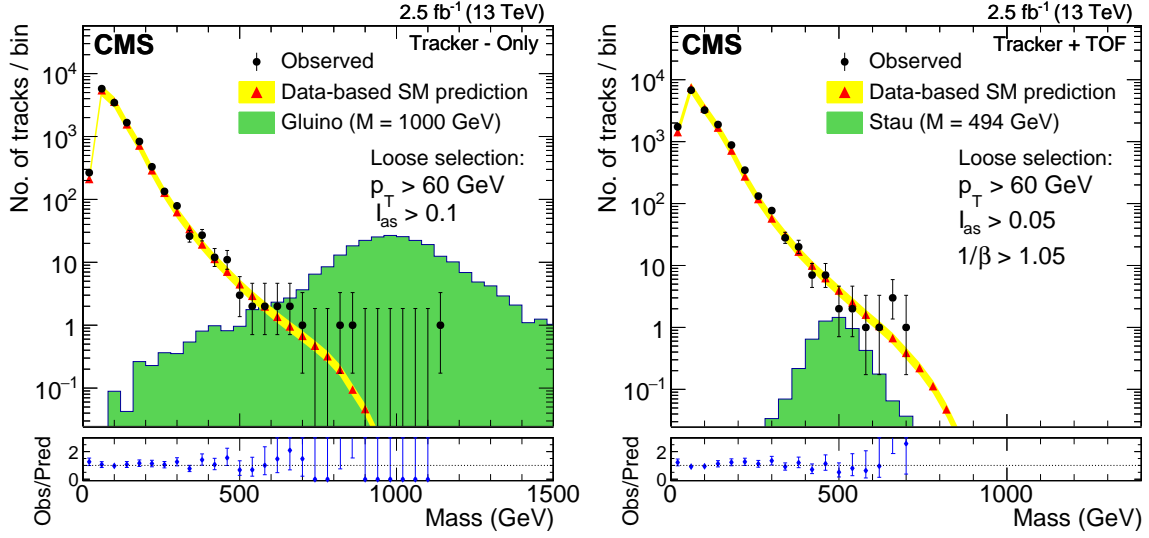 2.5 fb⁻¹ (13 TeV)
CMS
Tracker - Only
Observed
Data-based SM prediction
Gluino (M = 1000 GeV)
Loose selection:
p_T > 60 GeV
I_as > 0.1
No. of tracks / bin
10⁴
10³
10²
10
1
10⁻¹
Obs/Pred
2
0
0 500 1000 1500
Mass (GeV)
2.5 fb⁻¹ (13 TeV)
CMS
Tracker + TOF
Observed
Data-based SM prediction
Stau (M = 494 GeV)
Loose selection:
p_T > 60 GeV
I_as > 0.05
1/β > 1.05
No. of tracks / bin
10⁴
10³
10²
10
1
10⁻¹
Obs/Pred
2
0
0 500 1000
Mass (GeV)